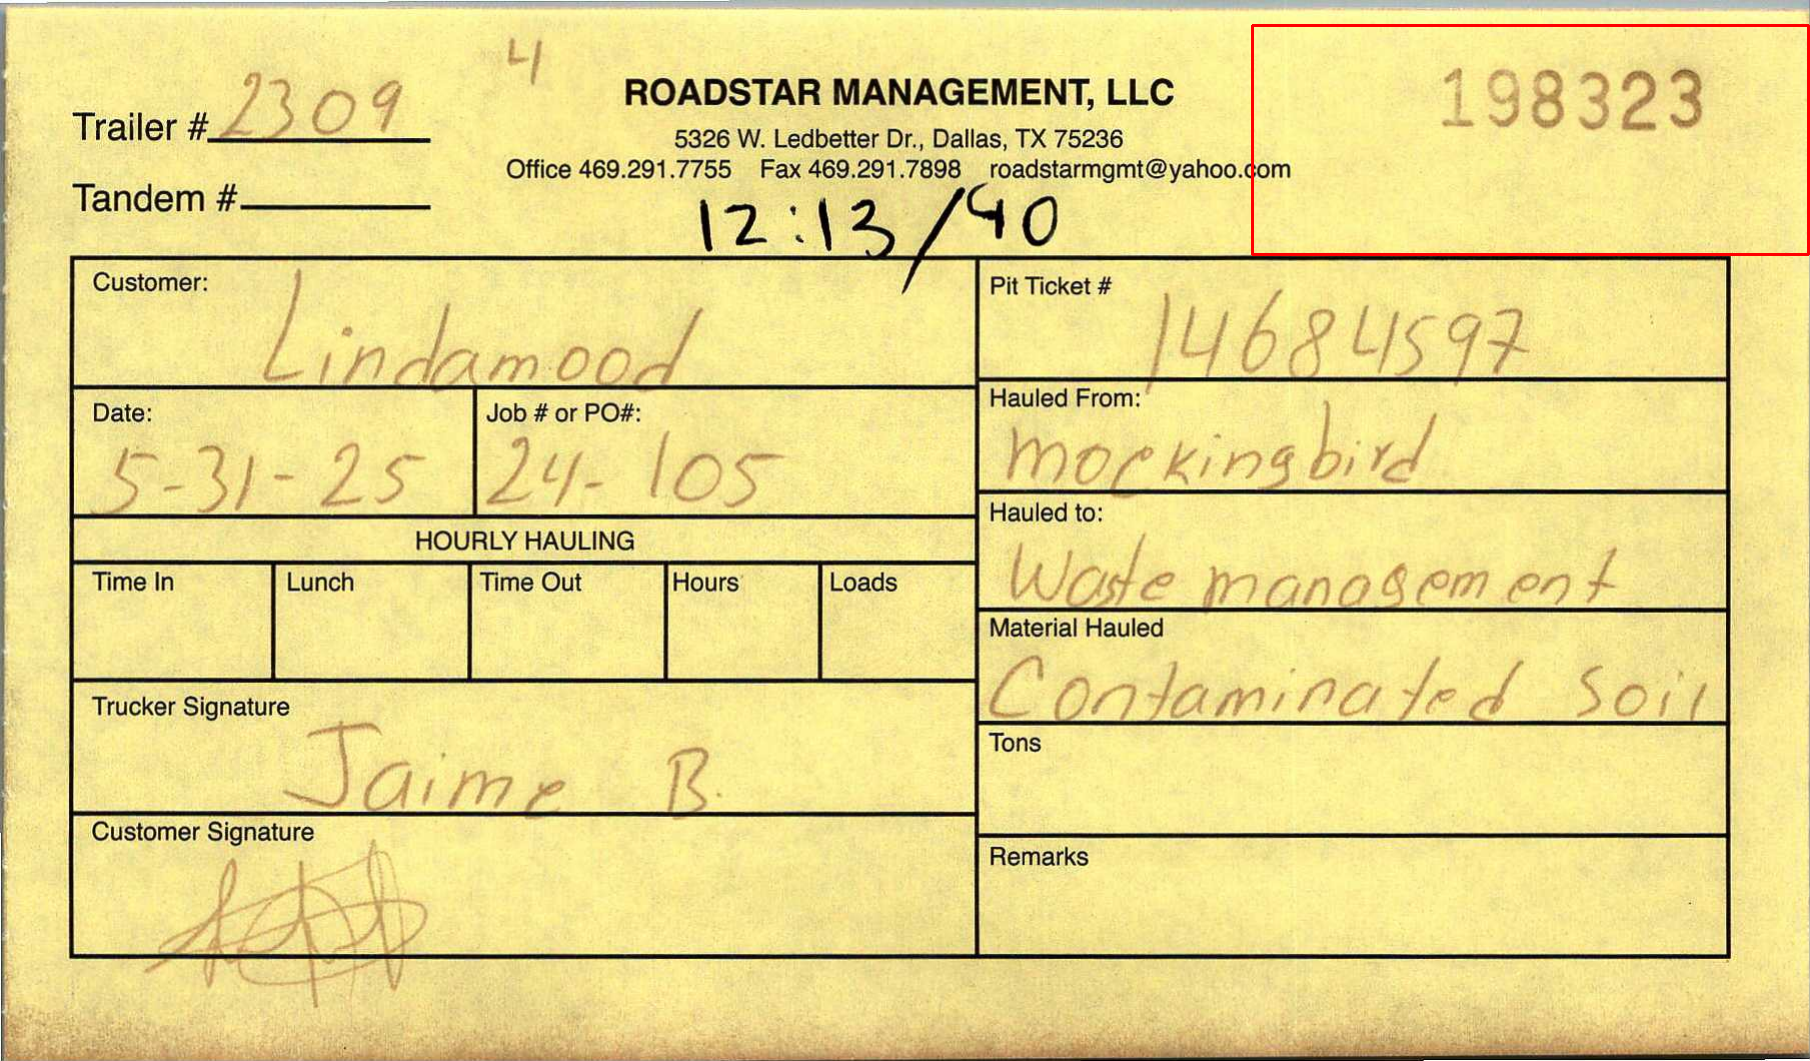 4
198323
Trailer # 2309
ROADSTAR MANAGEMENT, LLC
5326 W. Ledbetter Dr., Dallas, TX 75236
Office 469.291.7755 Fax 469.291.7898 roadstarmgmt@yahoo.com
Tandem #
12:13/40
Customer:
Lindamood
Pit Ticket #
14684597
Date:
5-31-25
Job # or PO#:
24-105
Hauled From:
mockingbird
Hauled to:
Waste management
HOURLY HAULING
Time In Lunch Time Out Hours Loads
Material Hauled
Contaminated Soil
Trucker Signature
Jaime B.
Tons
Customer Signature
Remarks